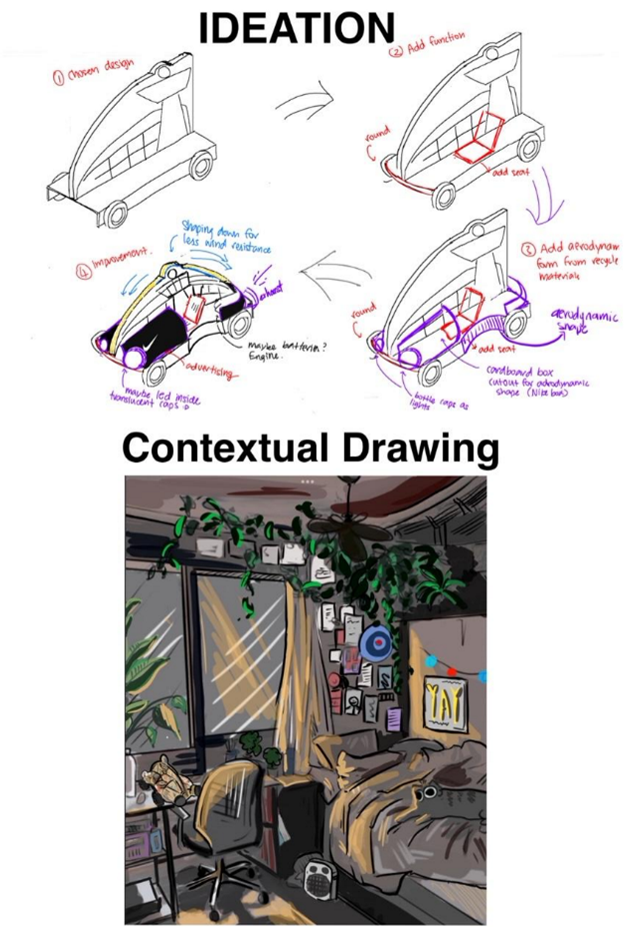 IDEATION
① Chosen design
② Add function
round
add seat
③ Add aerodynam
form from recycle
materials
round
add seat
aerodynamic
shape
cardboard box
cutout for aerodynamic
shape (Nike box)
bottle caps as
lights
④ Improvement.
Shaping down for
less wind resistance
exhaust
maybe batteries?
Engine.
advertising
maybe led inside
translucent caps
Contextual Drawing
YAY